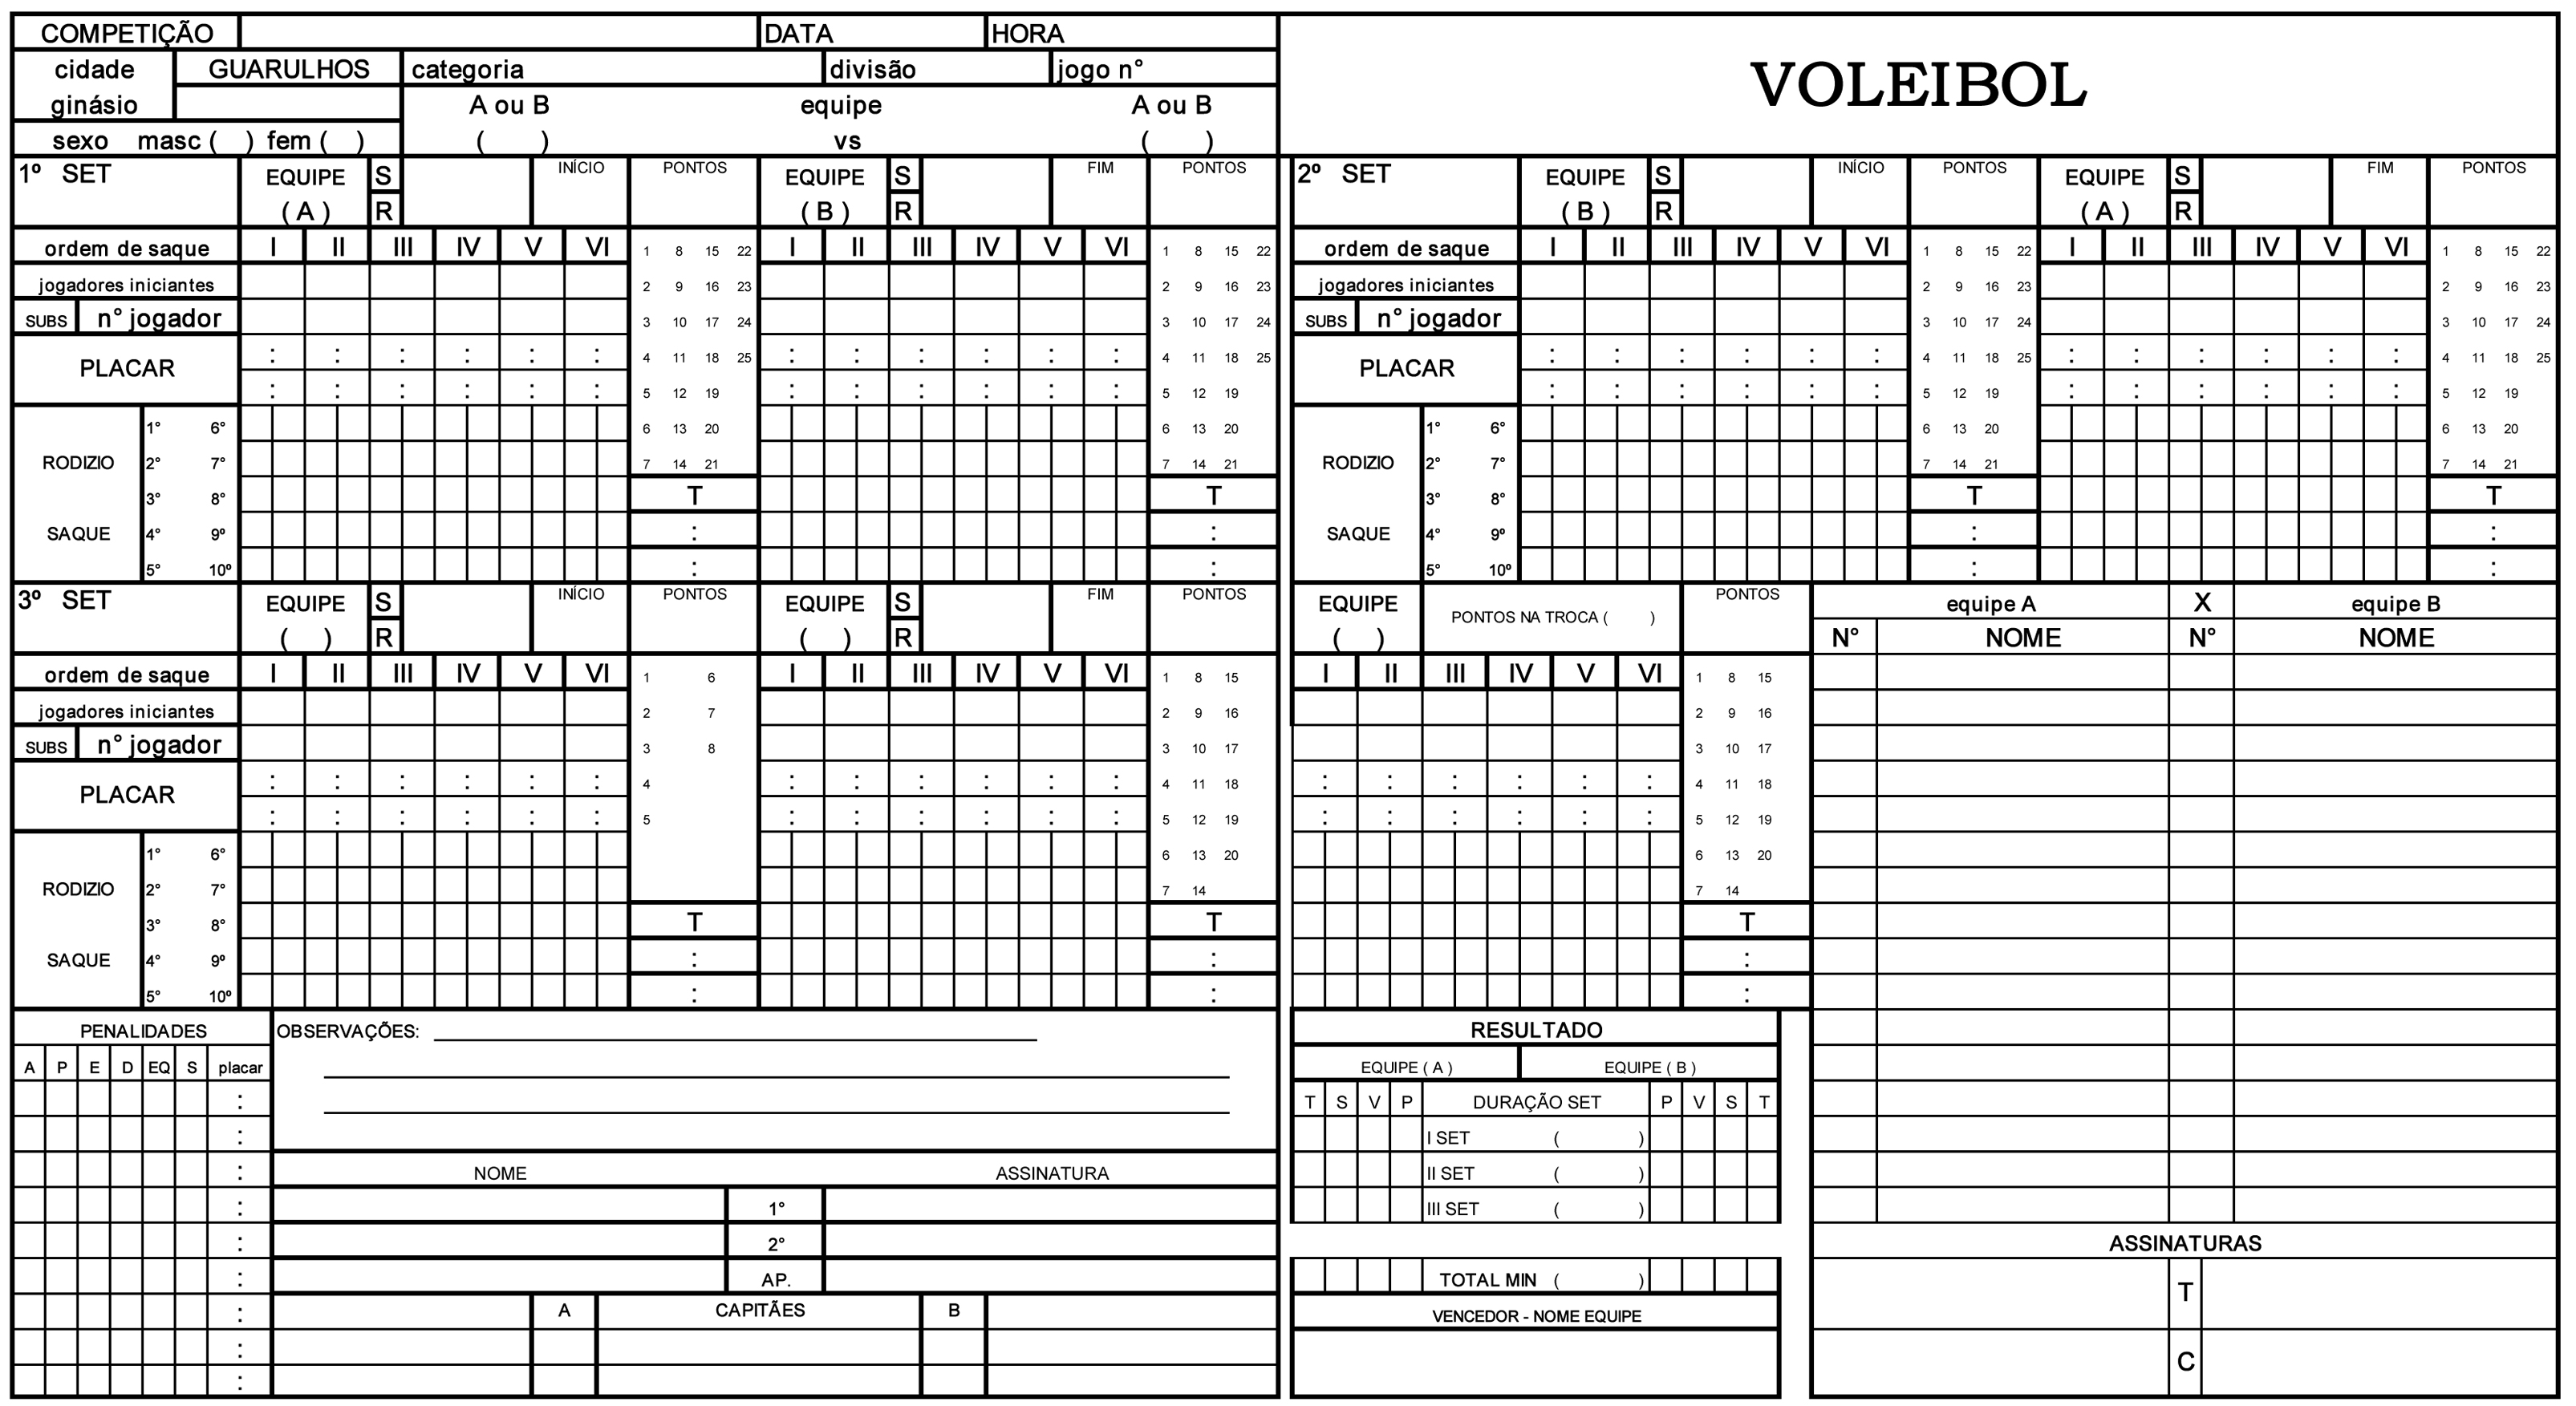 COMPETIÇÃO DATA HORA
VOLEIBOL
cidade GUARULHOS categoria divisão jogo n°
ginásio A ou B equipe A ou B
sexo masc ( ) fem ( ) ( ) vs ( )
1º SET EQUIPE ( A ) S R INÍCIO PONTOS EQUIPE ( B ) S R FIM PONTOS
ordem de saque I II III IV V VI 1 8 15 22 I II III IV V VI 1 8 15 22
jogadores iniciantes 2 9 16 23 2 9 16 23
SUBS n° jogador 3 10 17 24 3 10 17 24
PLACAR : : : : : : 4 11 18 25 : : : : : : 4 11 18 25
: : : : : : 5 12 19 : : : : : : 5 12 19
1° 6° 6 13 20 6 13 20
RODIZIO 2° 7° 7 14 21 7 14 21
3° 8° T T
SAQUE 4° 9º : :
5° 10º : :
2º SET EQUIPE ( B ) S R INÍCIO PONTOS EQUIPE ( A ) S R FIM PONTOS
ordem de saque I II III IV V VI 1 8 15 22 I II III IV V VI 1 8 15 22
jogadores iniciantes 2 9 16 23 2 9 16 23
SUBS n° jogador 3 10 17 24 3 10 17 24
PLACAR : : : : : : 4 11 18 25 : : : : : : 4 11 18 25
: : : : : : 5 12 19 : : : : : : 5 12 19
1° 6° 6 13 20 6 13 20
RODIZIO 2° 7° 7 14 21 7 14 21
3° 8° T T
SAQUE 4° 9º : :
5° 10º : :
3º SET EQUIPE ( ) S R INÍCIO PONTOS EQUIPE ( ) S R FIM PONTOS
ordem de saque I II III IV V VI 1 6 I II III IV V VI 1 8 15
jogadores iniciantes 2 7 2 9 16
SUBS n° jogador 3 8 3 10 17
PLACAR : : : : : : 4 : : : : : : 4 11 18
: : : : : : 5 : : : : : : 5 12 19
1° 6° 6 13 20
RODIZIO 2° 7° 7 14
3° 8° T T
SAQUE 4° 9º : :
5° 10º : :
EQUIPE ( ) PONTOS NA TROCA ( ) PONTOS
I II III IV V VI 1 8 15
2 9 16
3 10 17
: : : : : : 4 11 18
: : : : : : 5 12 19
6 13 20
7 14
T
:
:
equipe A X equipe B
N° NOME N° NOME
PENALIDADES
A P E D EQ S placar
:
:
:
:
:
:
:
:
:
OBSERVAÇÕES:
NOME ASSINATURA
1°
2°
AP.
A CAPITÃES B
RESULTADO
EQUIPE ( A ) EQUIPE ( B )
T S V P DURAÇÃO SET P V S T
I SET ( )
II SET ( )
III SET ( )
TOTAL MIN ( )
VENCEDOR - NOME EQUIPE
ASSINATURAS
T
C